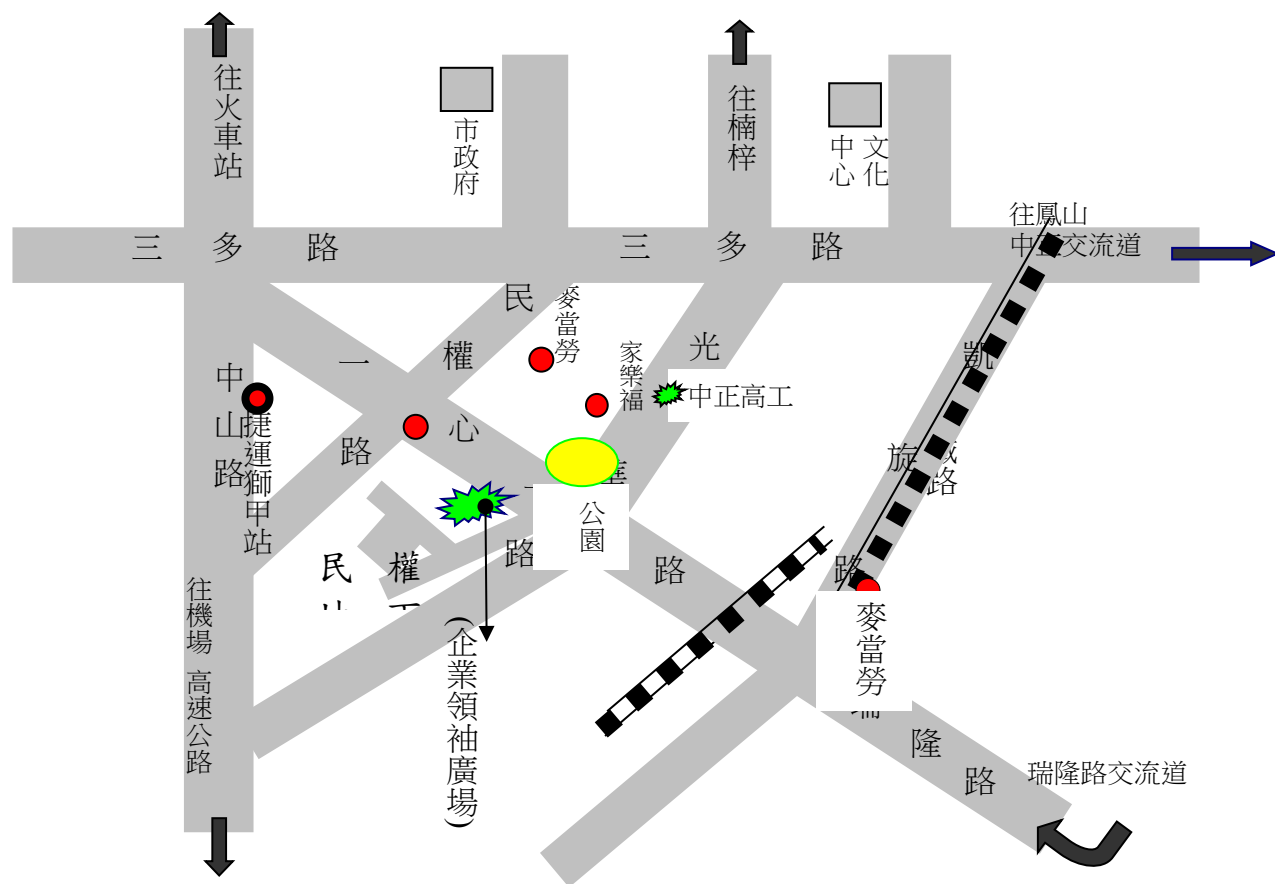 往火車站
市政府
往楠梓
文化
中心
往鳳山
中正交流道
三多路
三多路
民權
路
麥當勞
家樂福
光
中正高工
一心
路
中山路
捷運獅甲站
凱旋
路
路
公園
路
民權
往機場
高速公路
(企業領袖廣場)
麥當勞
隆路
瑞隆路交流道